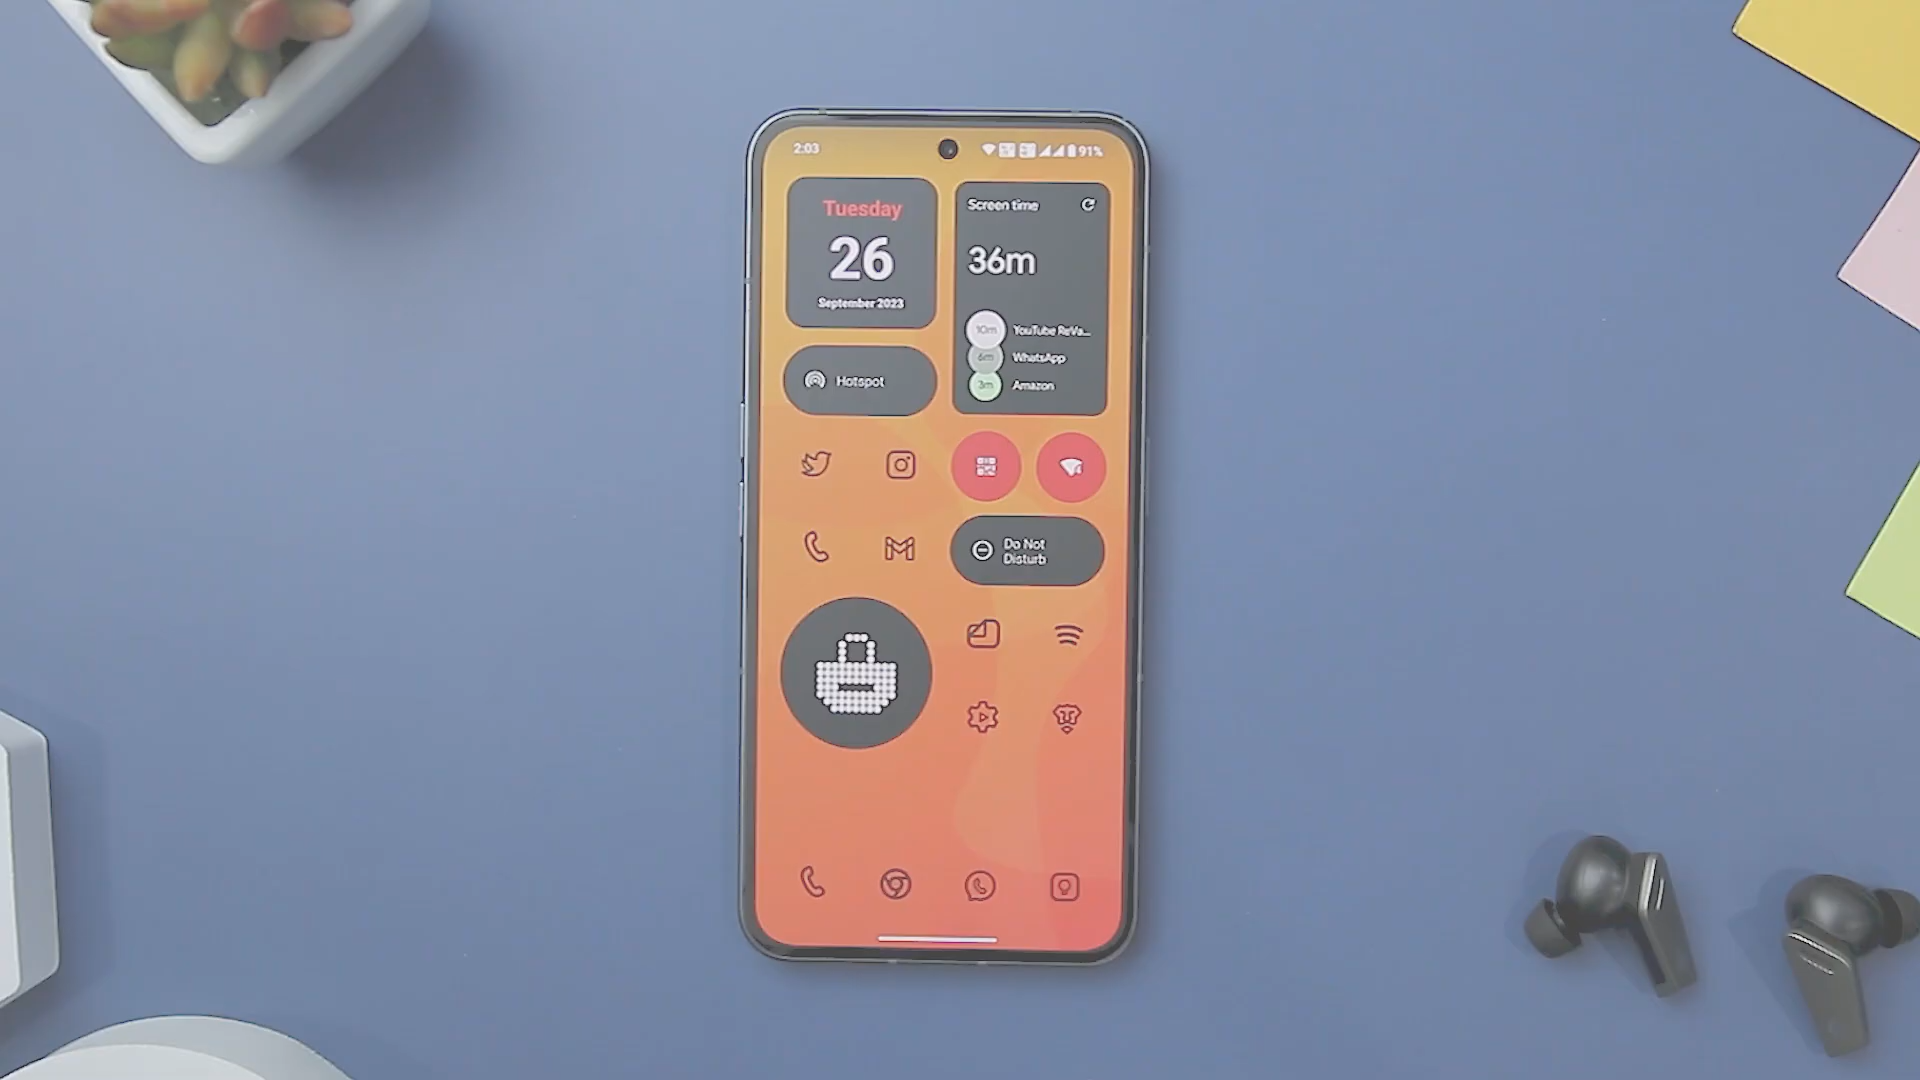 2:03
91%
Tuesday
26
September 2023
Screen time
36m
10m YouTube ReVa...
6m WhatsApp
3m Amazon
Hotspot
Do Not
Disturb